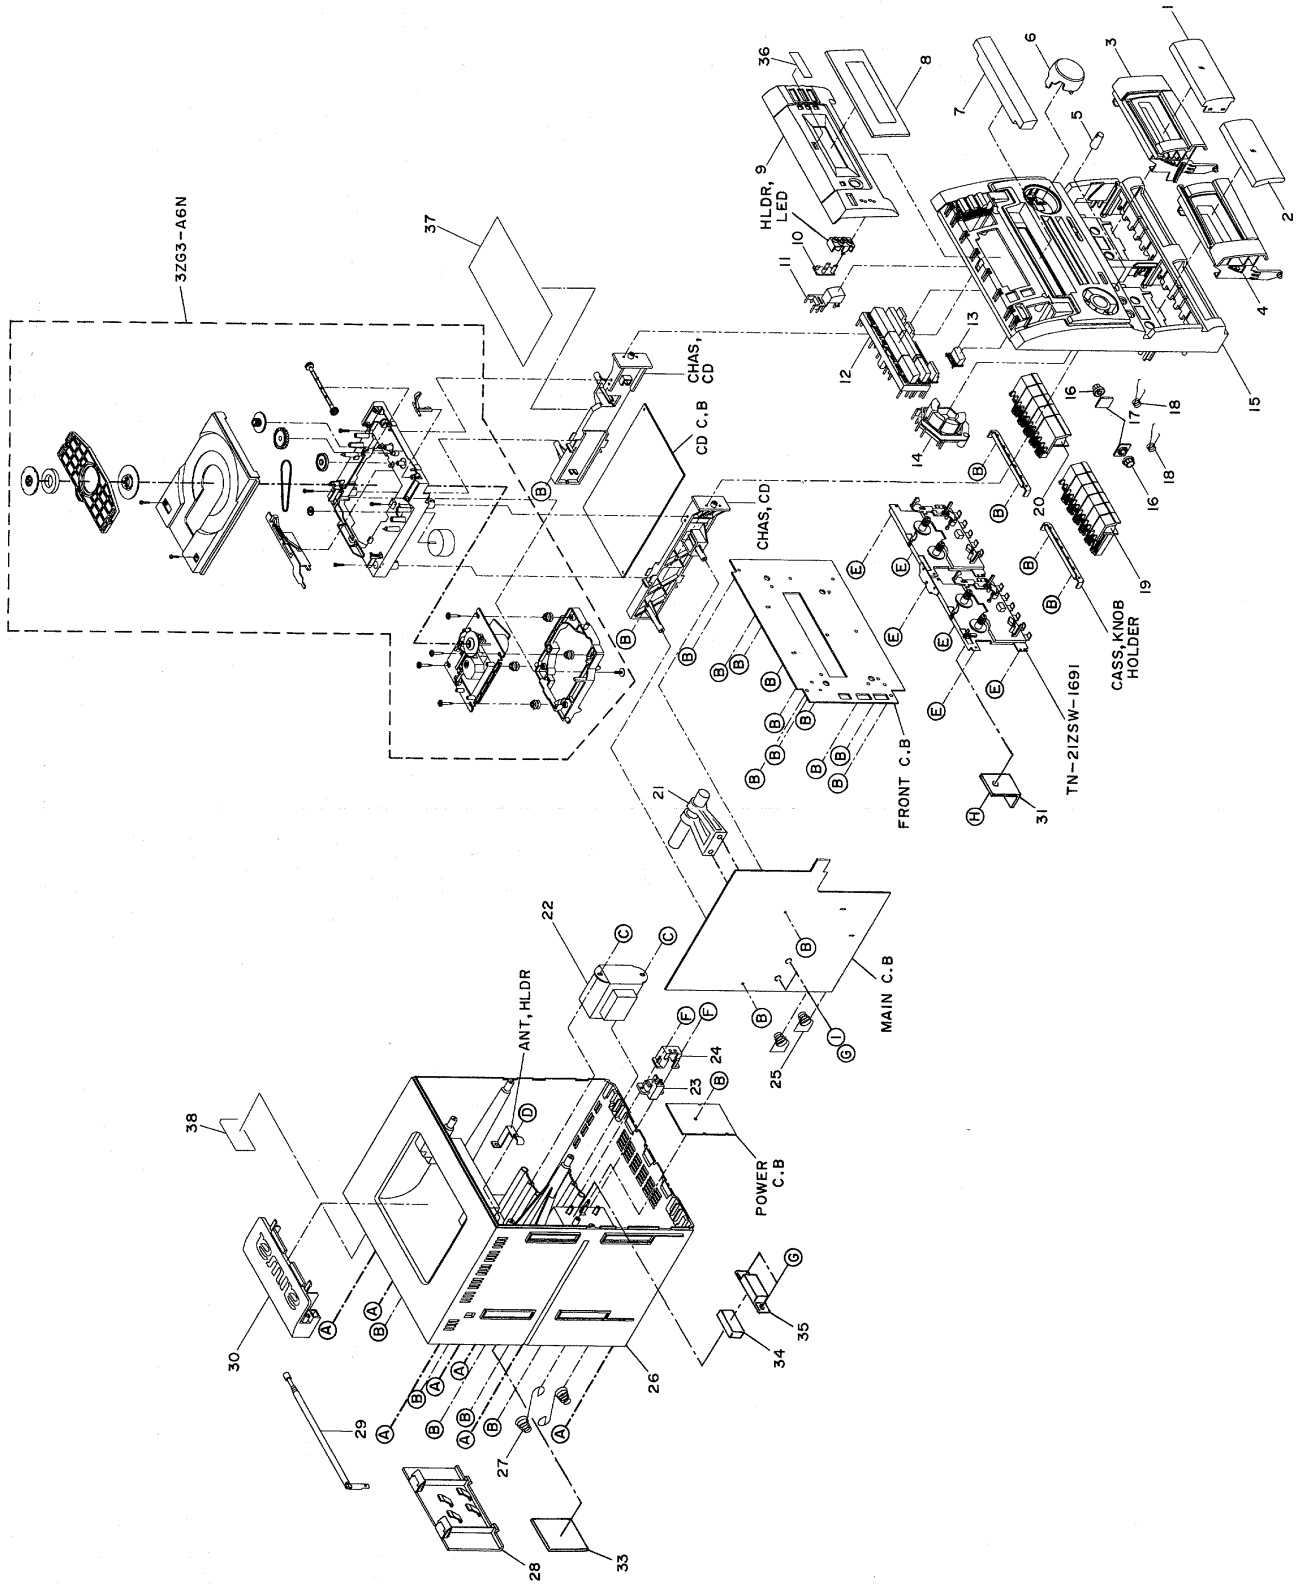 3ZG3-A6N
37
38
30
aiwa
29
28
33
A
A
B
A
B
A
A
B
B
A
B
A
27
26
34
35
G
ANT, HLDR
D
22
C
C
F
F
24
23
B
POWER
C.B
25
I
G
B
B
MAIN C.B
21
CHAS,
CD
B
CD C.B
CHAS, CD
B
B
B
B
B
B
B
B
B
B
B
B
FRONT C.B
E
E
E
E
E
E
H
31
TN-21ZSW-1691
B
B
20
B
B
19
CASS, KNOB
HOLDER
36
8
9
HLDR,
LED
10
11
12
13
14
7
6
5
3
1
2
4
15
16
17
18
16
18